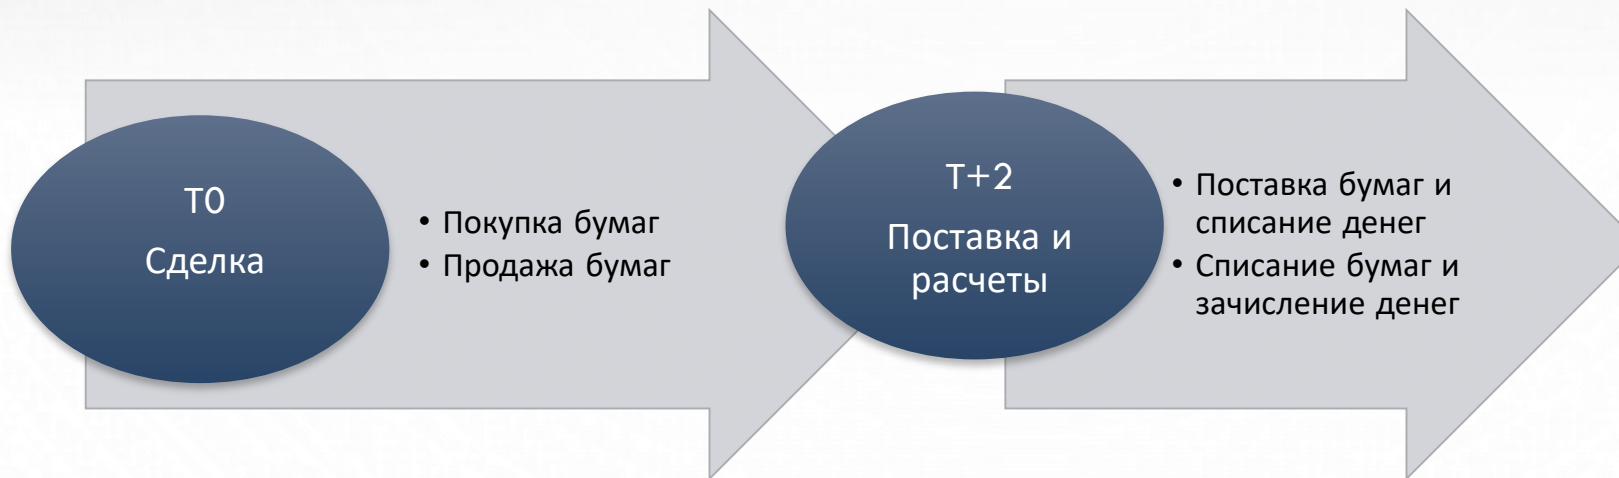 T0
Сделка
• Покупка бумаг
• Продажа бумаг
T+2
Поставка и
расчеты
• Поставка бумаг и
списание денег
• Списание бумаг и
зачисление денег